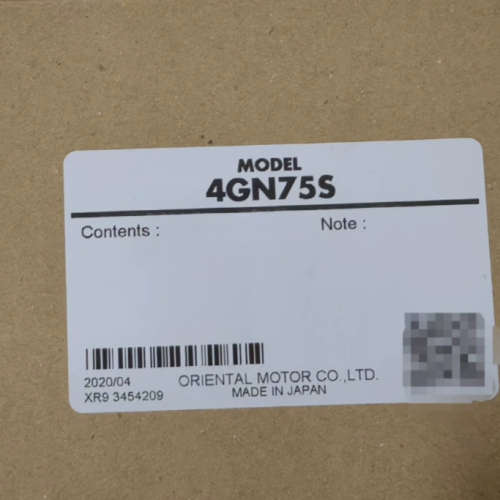 MODEL
4GN75S
Contents :
Note :
2020/04
ORIENTAL MOTOR CO.,LTD.
XR9 3454209
MADE IN JAPAN